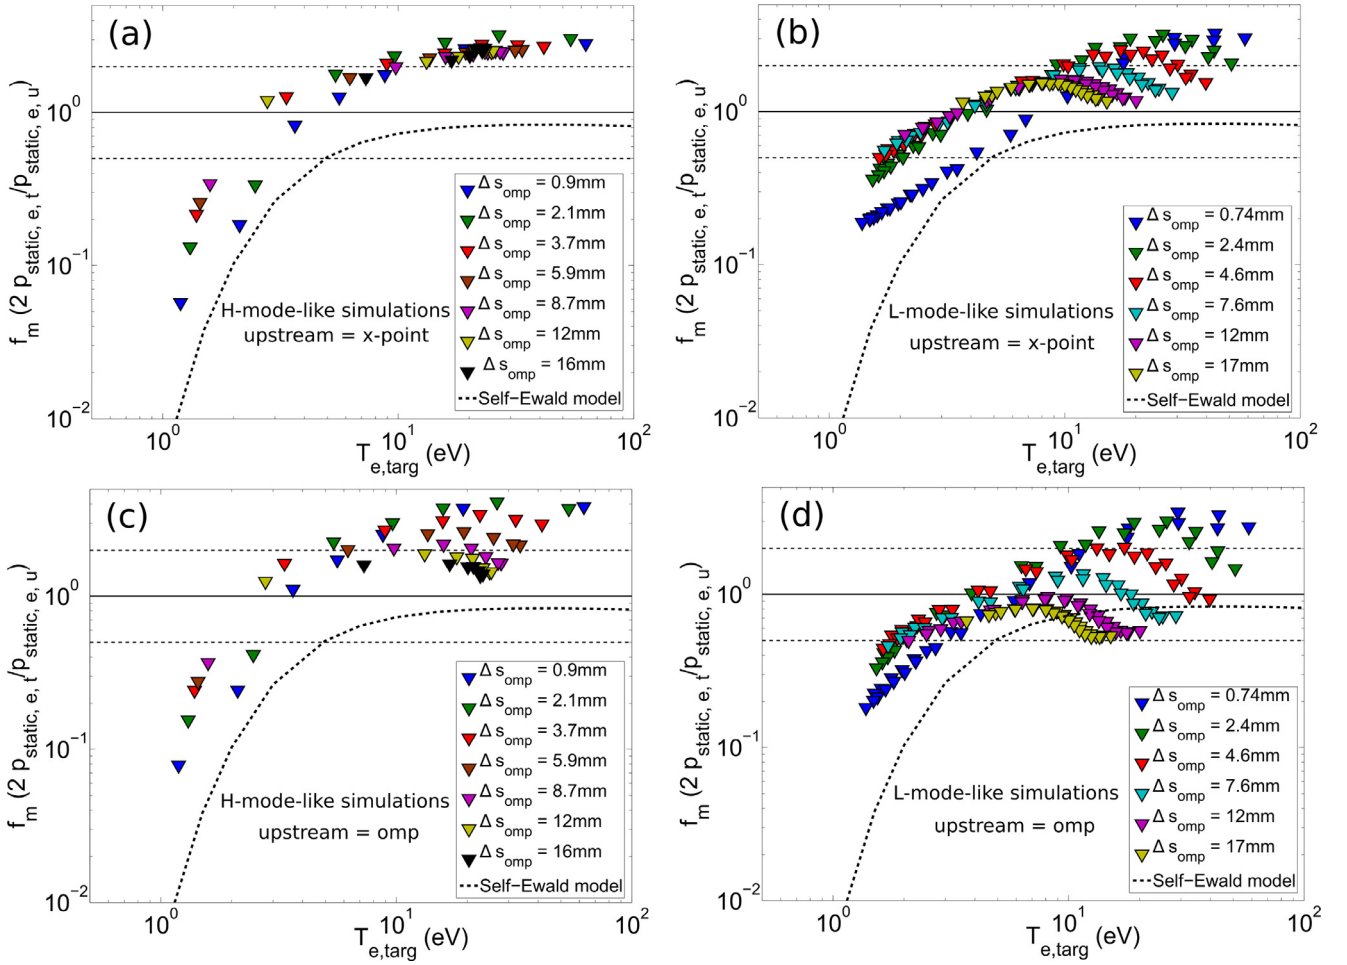 (a)
f_m (2 p_static, e, t/p_static, e, u)
10^0
10^-1
10^-2
Δ s_omp = 0.9mm
Δ s_omp = 2.1mm
Δ s_omp = 3.7mm
Δ s_omp = 5.9mm
Δ s_omp = 8.7mm
Δ s_omp = 12mm
Δ s_omp = 16mm
Self−Ewald model
H-mode-like simulations
upstream = x-point
10^0 10^1 10^2
T_e,targ (eV)
(b)
f_m (2 p_static, e, t/p_static, e, u)
10^0
10^-1
10^-2
Δ s_omp = 0.74mm
Δ s_omp = 2.4mm
Δ s_omp = 4.6mm
Δ s_omp = 7.6mm
Δ s_omp = 12mm
Δ s_omp = 17mm
Self−Ewald model
L-mode-like simulations
upstream = x-point
10^0 10^1 10^2
T_e,targ (eV)
(c)
f_m (2 p_static, e, t/p_static, e, u)
10^0
10^-1
10^-2
Δ s_omp = 0.9mm
Δ s_omp = 2.1mm
Δ s_omp = 3.7mm
Δ s_omp = 5.9mm
Δ s_omp = 8.7mm
Δ s_omp = 12mm
Δ s_omp = 16mm
Self−Ewald model
H-mode-like simulations
upstream = omp
10^0 10^1 10^2
T_e,targ (eV)
(d)
f_m (2 p_static, e, t/p_static, e, u)
10^0
10^-1
10^-2
Δ s_omp = 0.74mm
Δ s_omp = 2.4mm
Δ s_omp = 4.6mm
Δ s_omp = 7.6mm
Δ s_omp = 12mm
Δ s_omp = 17mm
Self−Ewald model
L-mode-like simulations
upstream = omp
10^0 10^1 10^2
T_e,targ (eV)